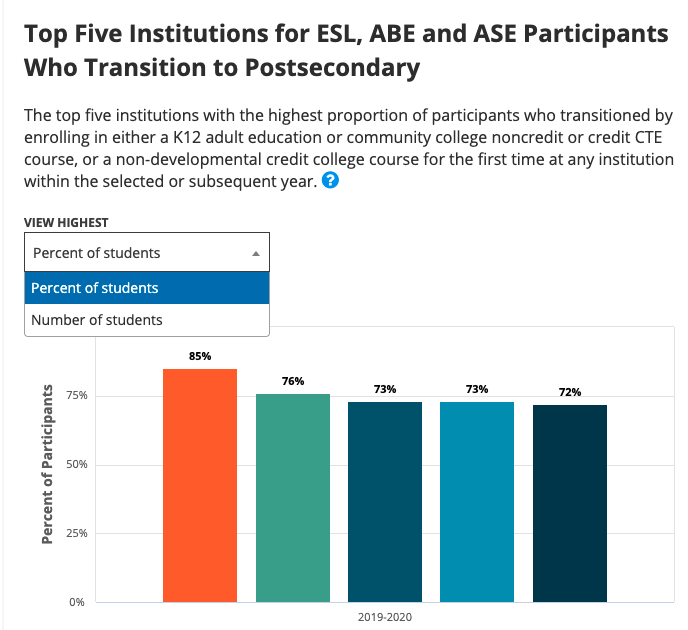 Top Five Institutions for ESL, ABE and ASE Participants
Who Transition to Postsecondary
The top five institutions with the highest proportion of participants who transitioned by
enrolling in either a K12 adult education or community college noncredit or credit CTE
course, or a non-developmental credit college course for the first time at any institution
within the selected or subsequent year. ?
VIEW HIGHEST
Percent of students
Percent of students
Number of students
85%
76%
73%
73%
72%
75%
50%
25%
0%
Percent of Participants
2019-2020